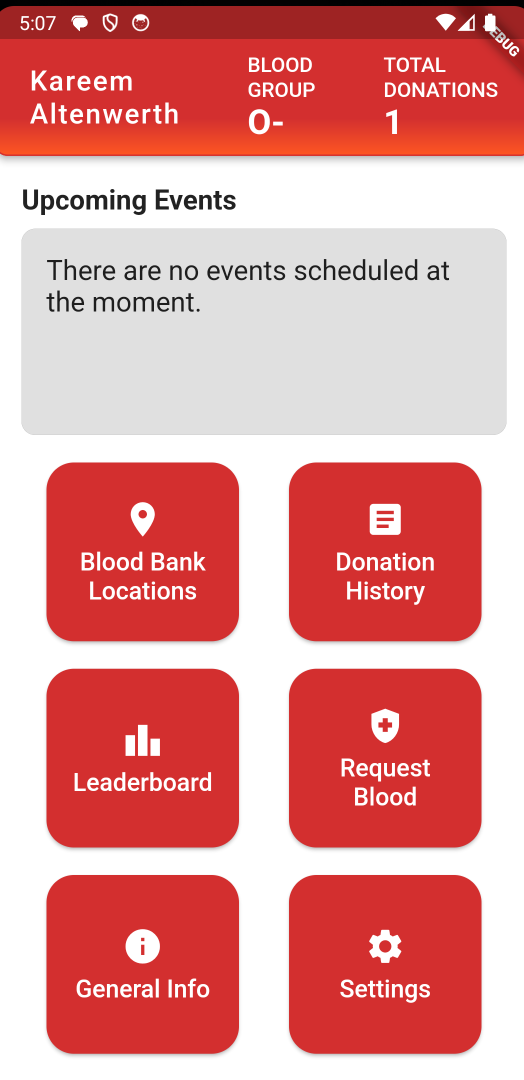 5:07
DEBUG
Kareem
Altenwerth
BLOOD
GROUP
O-
TOTAL
DONATIONS
1
Upcoming Events
There are no events scheduled at
the moment.
Blood Bank
Locations
Donation
History
Leaderboard
Request
Blood
General Info
Settings